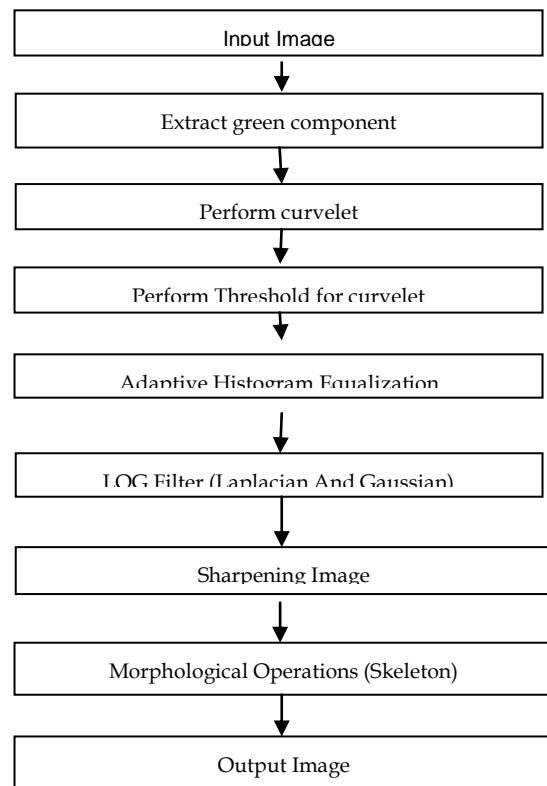 Input Image
Extract green component
Perform curvelet
Perform Threshold for curvelet
Adaptive Histogram Equalization
LOG Filter (Laplacian And Gaussian)
Sharpening Image
Morphological Operations (Skeleton)
Output Image